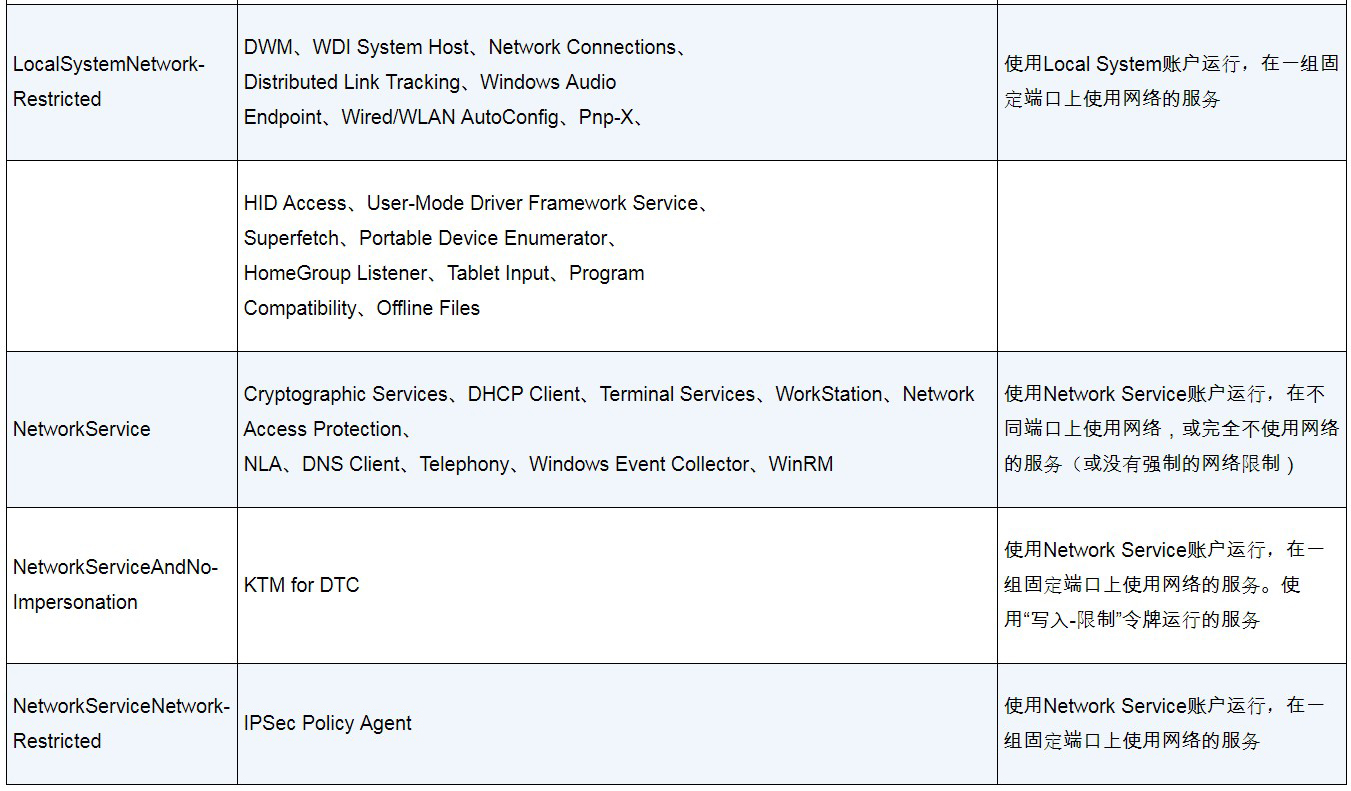 LocalSystemNetwork-
Restricted
DWM、WDI System Host、Network Connections、
Distributed Link Tracking、Windows Audio
Endpoint、Wired/WLAN AutoConfig、Pnp-X、
使用Local System账户运行，在一组固
定端口上使用网络的服务
HID Access、User-Mode Driver Framework Service、
Superfetch、Portable Device Enumerator、
HomeGroup Listener、Tablet Input、Program
Compatibility、Offline Files
NetworkService
Cryptographic Services、DHCP Client、Terminal Services、WorkStation、Network
Access Protection、
NLA、DNS Client、Telephony、Windows Event Collector、WinRM
使用Network Service账户运行，在不
同端口上使用网络，或完全不使用网络
的服务（或没有强制的网络限制）
NetworkServiceAndNo-
Impersonation
KTM for DTC
使用Network Service账户运行，在一
组固定端口上使用网络的服务。使
用“写入-限制”令牌运行的服务
NetworkServiceNetwork-
Restricted
IPSec Policy Agent
使用Network Service账户运行，在一
组固定端口上使用网络的服务